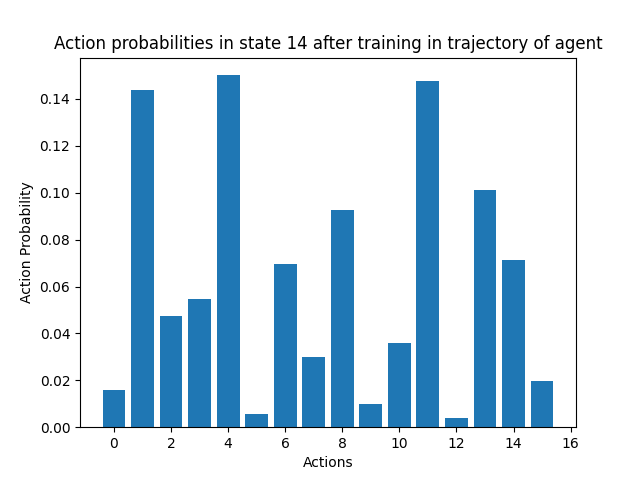 Action probabilities in state 14 after training in trajectory of agent
0.14
0.12
0.10
0.08
0.06
0.04
0.02
0.00
Action Probability
0 2 4 6 8 10 12 14 16
Actions